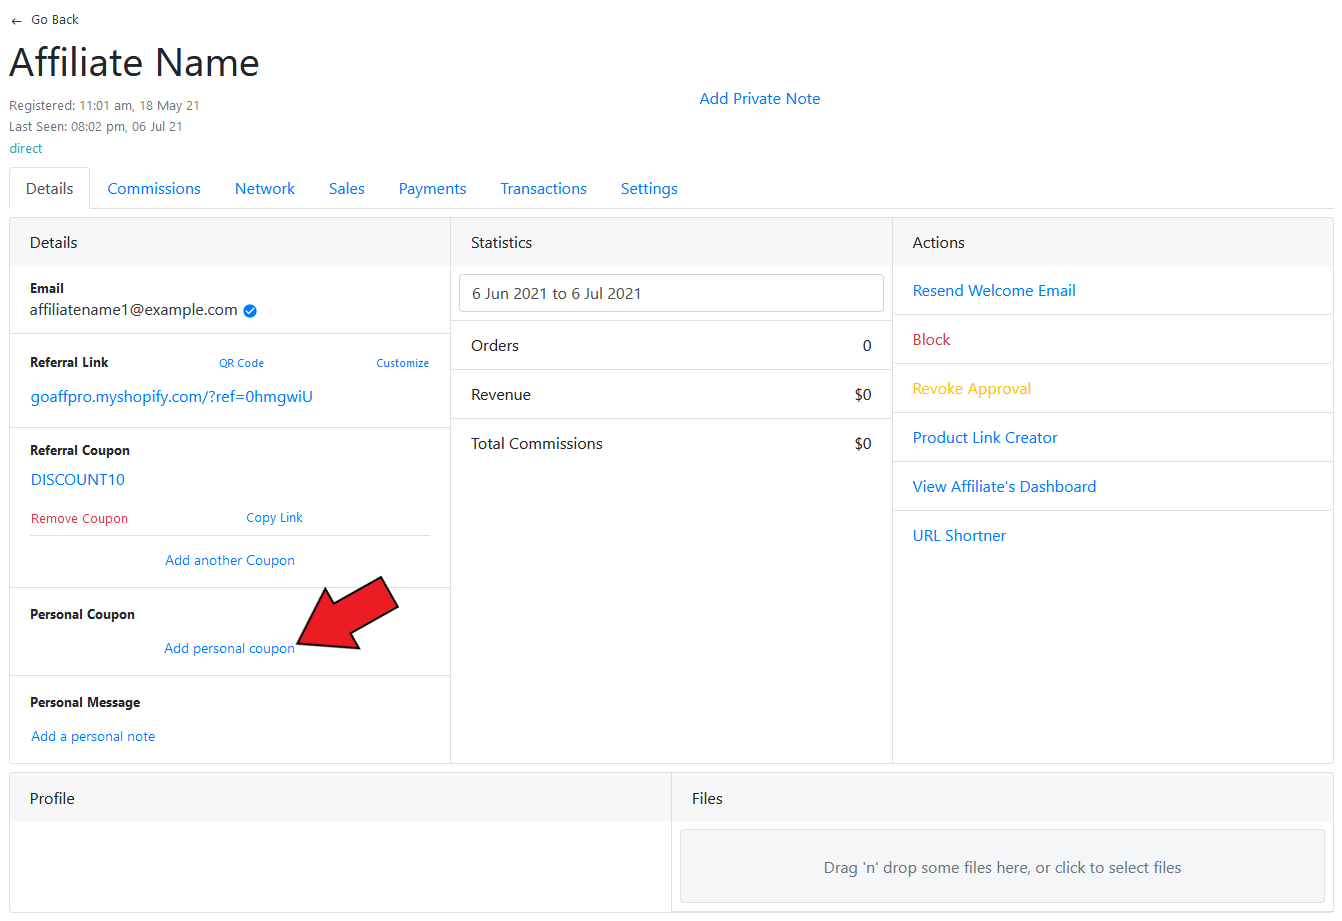 ← Go Back
Affiliate Name
Registered: 11:01 am, 18 May 21
Last Seen: 08:02 pm, 06 Jul 21
direct
Add Private Note
Details Commissions Network Sales Payments Transactions Settings
Details
Email
affiliatename1@example.com
Referral Link QR Code Customize
goaffpro.myshopify.com/?ref=0hmgwiU
Referral Coupon
DISCOUNT10
Remove Coupon Copy Link
Add another Coupon
Personal Coupon
Add personal coupon
Personal Message
Add a personal note
Statistics
6 Jun 2021 to 6 Jul 2021
Orders 0
Revenue $0
Total Commissions $0
Actions
Resend Welcome Email
Block
Revoke Approval
Product Link Creator
View Affiliate's Dashboard
URL Shortner
Profile
Files
Drag 'n' drop some files here, or click to select files